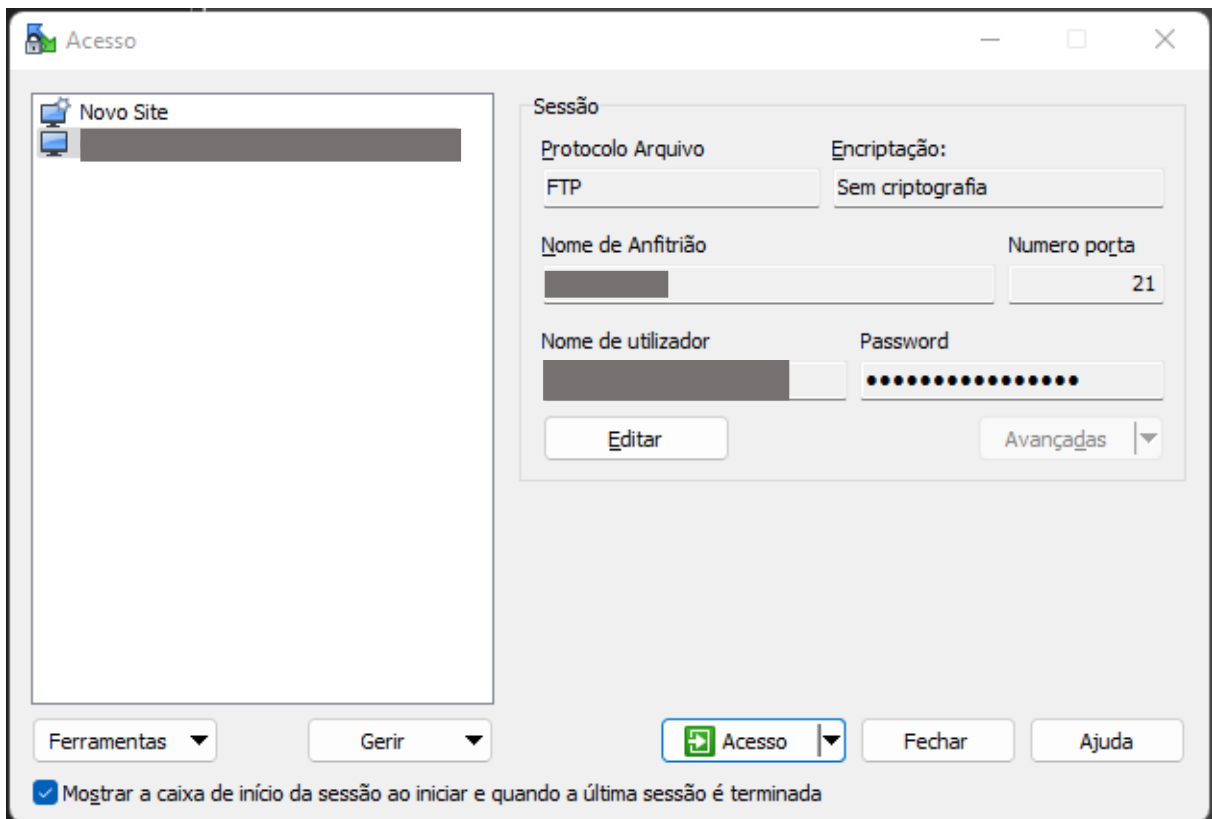 Acesso
Novo Site
Sessão
Protocolo Arquivo
Encriptação:
FTP
Sem criptografia
Nome de Anfitrião
Numero porta
21
Nome de utilizador
Password
••••••••••••••••
Editar
Avançadas
Ferramentas
Gerir
Acesso
Fechar
Ajuda
Mostrar a caixa de início da sessão ao iniciar e quando a última sessão é terminada